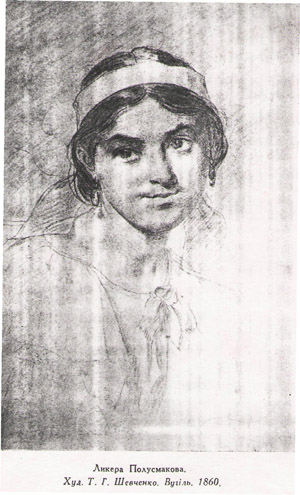 Ликера Полусмакова.
Худ. Т. Г. Шевченко. Вугіль. 1860.